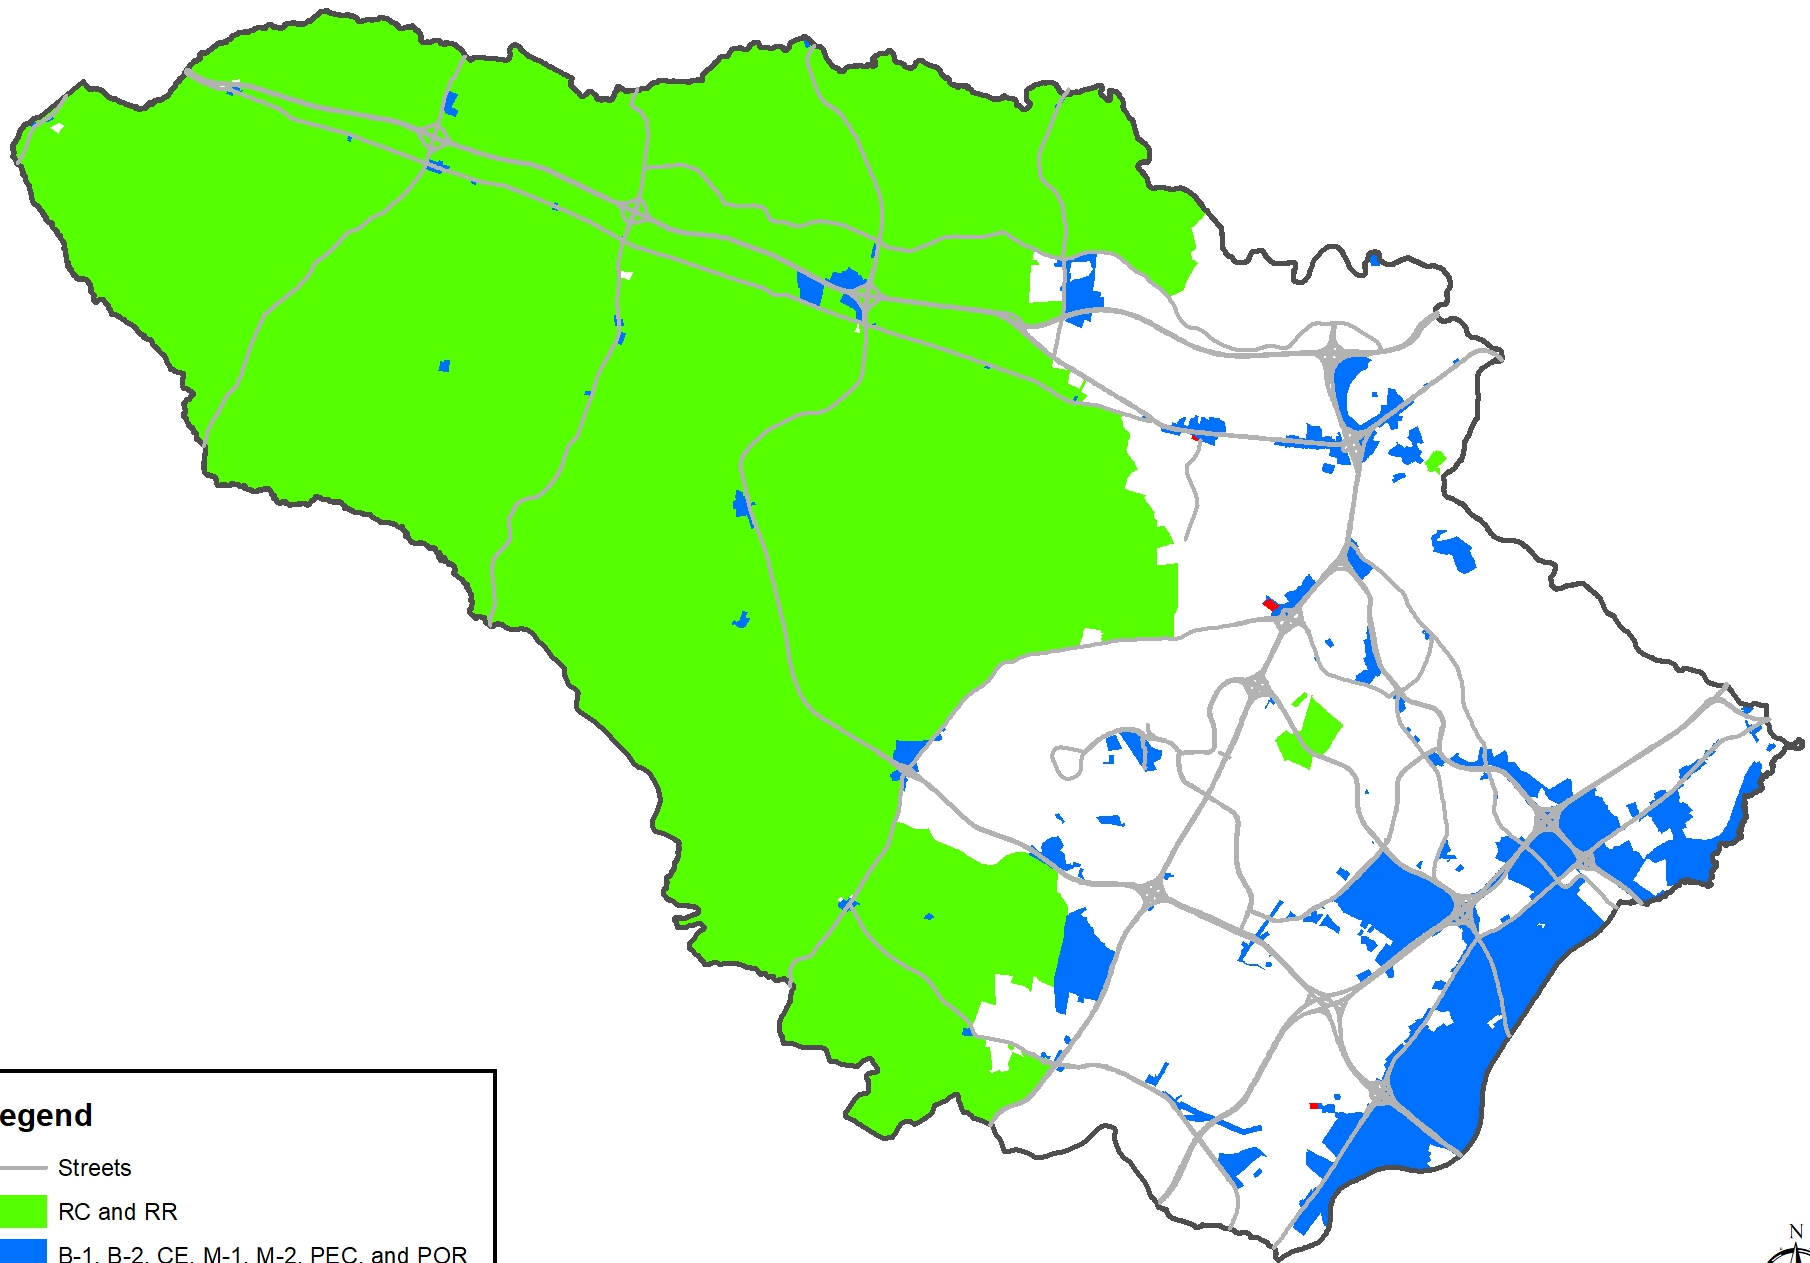 egend
Streets
RC and RR
B-1, B-2, CE, M-1, M-2, PEC, and POR
N